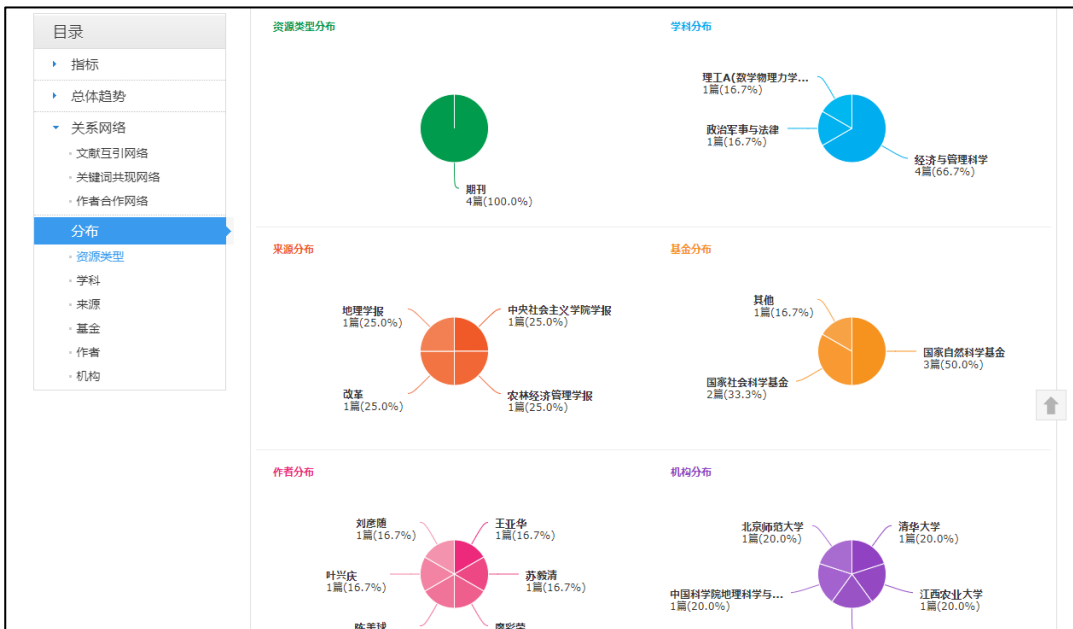 目录
指标
总体趋势
关系网络
文献互引网络
关键词共现网络
作者合作网络
分布
资源类型
学科
来源
基金
作者
机构
资源类型分布
期刊
4篇(100.0%)
学科分布
理工A(数学物理力学...
1篇(16.7%)
政治军事与法律
1篇(16.7%)
经济与管理科学
4篇(66.7%)
来源分布
地理学报
1篇(25.0%)
中央社会主义学院学报
1篇(25.0%)
改革
1篇(25.0%)
农林经济管理学报
1篇(25.0%)
基金分布
其他
1篇(16.7%)
国家自然科学基金
3篇(50.0%)
国家社会科学基金
2篇(33.3%)
作者分布
刘彦随
1篇(16.7%)
王亚华
1篇(16.7%)
叶兴庆
1篇(16.7%)
苏毅清
1篇(16.7%)
陈美球
廖彩荣
机构分布
北京师范大学
1篇(20.0%)
清华大学
1篇(20.0%)
中国科学院地理科学与...
1篇(20.0%)
江西农业大学
1篇(20.0%)